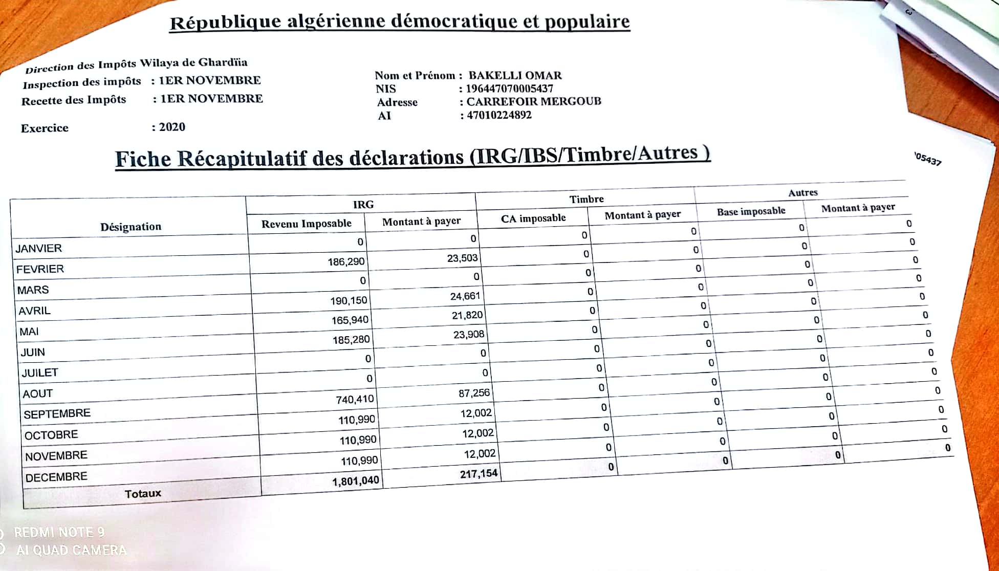 République algérienne démocratique et populaire
Direction des Impôts Wilaya de Ghardïïa
Inspection des impôts : 1ER NOVEMBRE
Recette des Impôts : 1ER NOVEMBRE
Exercice : 2020
Nom et Prénom : BAKELLI OMAR
NIS : 196447070005437
Adresse : CARREFOIR MERGOUB
AI : 47010224892
Fiche Récapitulatif des déclarations (IRG/IBS/Timbre/Autres )
'05437
3
Désignation IRG Timbre Autres
Revenu Imposable Montant à payer CA imposable Montant à payer Base imposable Montant à payer
JANVIER 0 0 0 0 0 0
FEVRIER 186,290 23,503 0 0 0 0
MARS 0 0 0 0 0 0
AVRIL 190,150 24,661 0 0 0 0
MAI 165,940 21,820 0 0 0 0
JUIN 185,280 23,908 0 0 0 0
JUILET 0 0 0 0 0 0
AOUT 0 0 0 0 0 0
SEPTEMBRE 740,410 87,256 0 0 0 0
OCTOBRE 110,990 12,002 0 0 0 0
NOVEMBRE 110,990 12,002 0 0 0 0
DECEMBRE 110,990 12,002 0 0 0 0
Totaux 1,801,040 217,154 0 0 0 0
REDMI NOTE 9
AI QUAD CAMERA